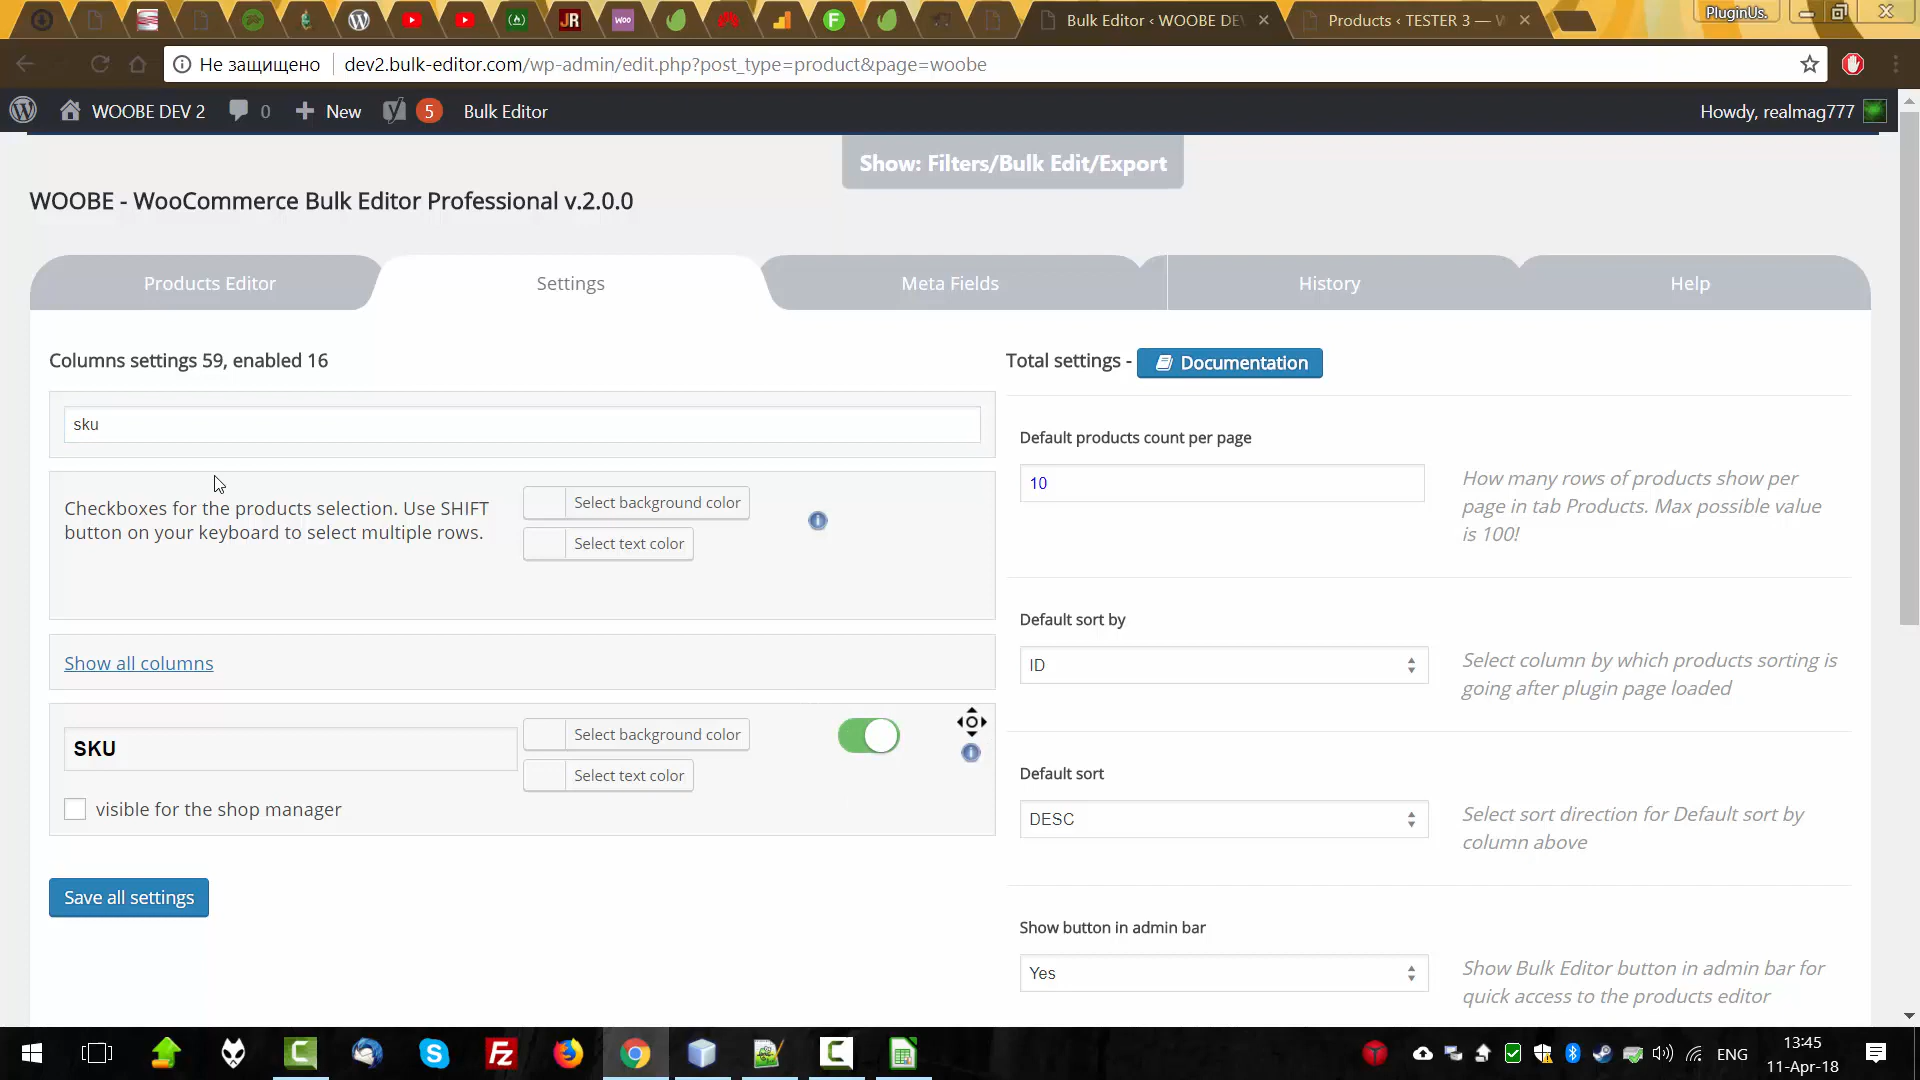 PluginUs.
Bulk Editor ‹ WOOBE DEV
Products ‹ TESTER 3 — W
Не защищено
dev2.bulk-editor.com/wp-admin/edit.php?post_type=product&page=woobe
WOOBE DEV 2
0
New
5
Bulk Editor
Howdy, realmag777
Show: Filters/Bulk Edit/Export
WOOBE - WooCommerce Bulk Editor Professional v.2.0.0
Products Editor
Settings
Meta Fields
History
Help
Columns settings 59, enabled 16
sku
Checkboxes for the products selection. Use SHIFT
button on your keyboard to select multiple rows.
Select background color
Select text color
Show all columns
SKU
Select background color
Select text color
visible for the shop manager
Save all settings
Total settings -
Documentation
Default products count per page
10
How many rows of products show per
page in tab Products. Max possible value
is 100!
Default sort by
ID
Select column by which products sorting is
going after plugin page loaded
Default sort
DESC
Select sort direction for Default sort by
column above
Show button in admin bar
Yes
Show Bulk Editor button in admin bar for
quick access to the products editor
ENG
13:45
11-Apr-18